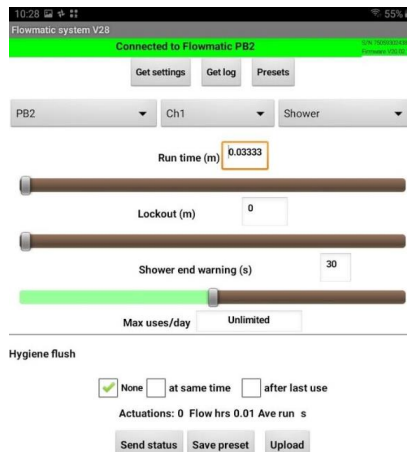 10:28 55%
Flowmatic system V28
Connected to Flowmatic PB2
Get settings Get log Presets
PB2 Ch1 Shower
Run time (m) 0.03333
Lockout (m) 0
Shower end warning (s) 30
Max uses/day Unlimited
Hygiene flush
None at same time after last use
Actuations: 0 Flow hrs 0.01 Ave run s
Send status Save preset Upload